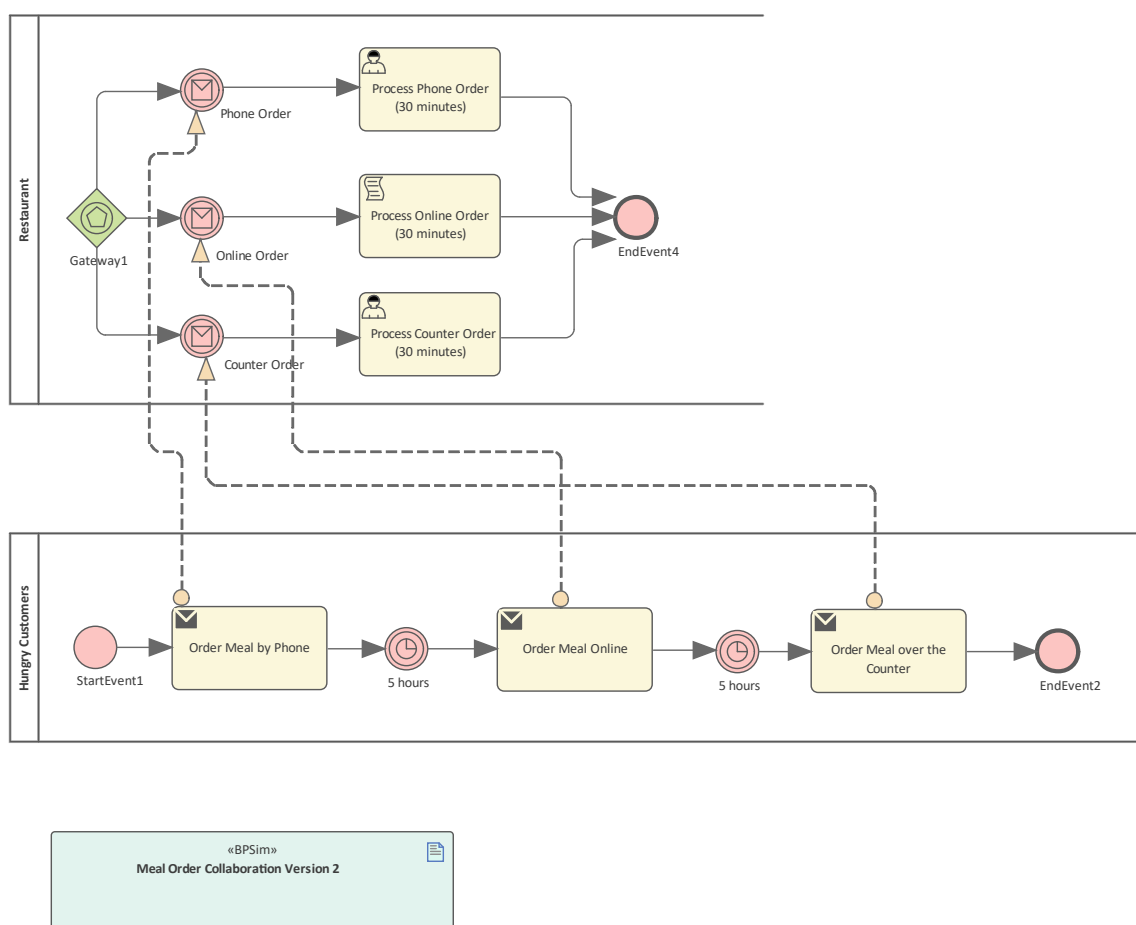 Restaurant
Phone Order
Process Phone Order
(30 minutes)
Gateway1
Online Order
Process Online Order
(30 minutes)
EndEvent4
Counter Order
Process Counter Order
(30 minutes)
Hungry Customers
StartEvent1
Order Meal by Phone
5 hours
Order Meal Online
5 hours
Order Meal over the
Counter
EndEvent2
«BPSim»
Meal Order Collaboration Version 2